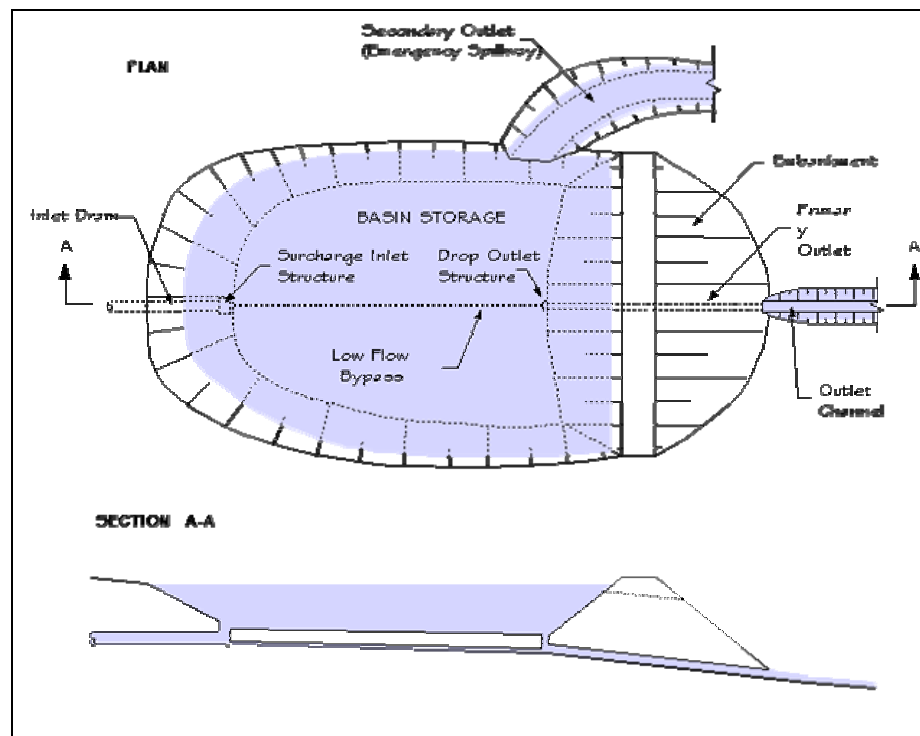 Secondary Outlet
(Emergency Spillway)
PLAN
Embankment
Inlet Drain
BASIN STORAGE
Primar
y
Outlet
A
A
Surcharge Inlet
Structure
Drop Outlet
Structure
Low Flow
Bypass
Outlet
Channel
SECTION A-A